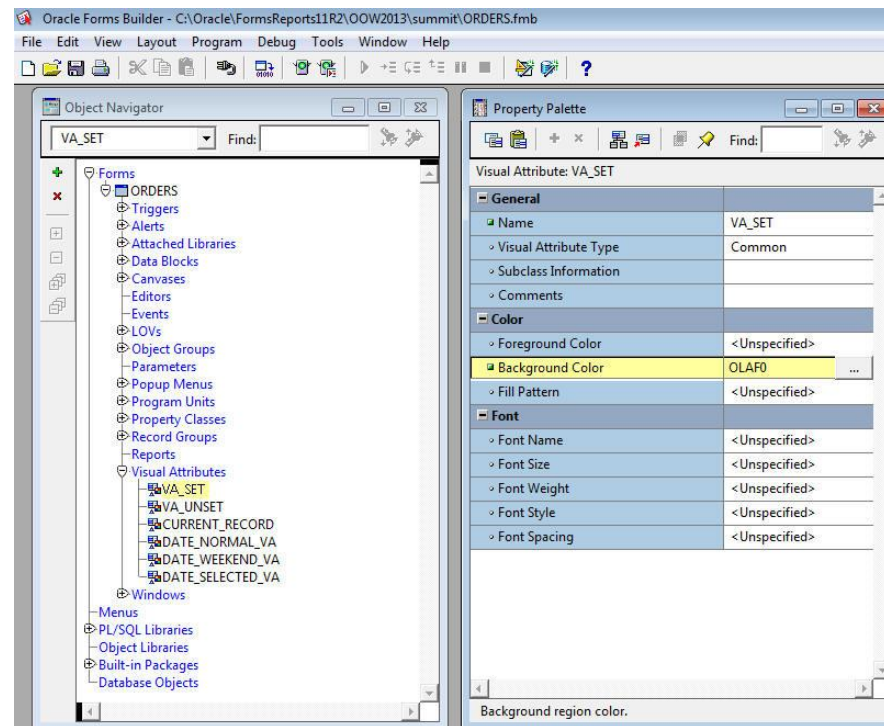 Oracle Forms Builder - C:\Oracle\FormsReports11R2\OOW2013\summit\ORDERS.fmb
File Edit View Layout Program Debug Tools Window Help
Object Navigator
VA_SET Find:
Forms
ORDERS
Triggers
Alerts
Attached Libraries
Data Blocks
Canvases
Editors
Events
LOVs
Object Groups
Parameters
Popup Menus
Program Units
Property Classes
Record Groups
Reports
Visual Attributes
VA_SET
VA_UNSET
CURRENT_RECORD
DATE_NORMAL_VA
DATE_WEEKEND_VA
DATE_SELECTED_VA
Windows
Menus
PL/SQL Libraries
Object Libraries
Built-in Packages
Database Objects
Property Palette
Find:
Visual Attribute: VA_SET
General
Name VA_SET
Visual Attribute Type Common
Subclass Information
Comments
Color
Foreground Color <Unspecified>
Background Color OLAF0 ...
Fill Pattern <Unspecified>
Font
Font Name <Unspecified>
Font Size <Unspecified>
Font Weight <Unspecified>
Font Style <Unspecified>
Font Spacing <Unspecified>
Background region color.